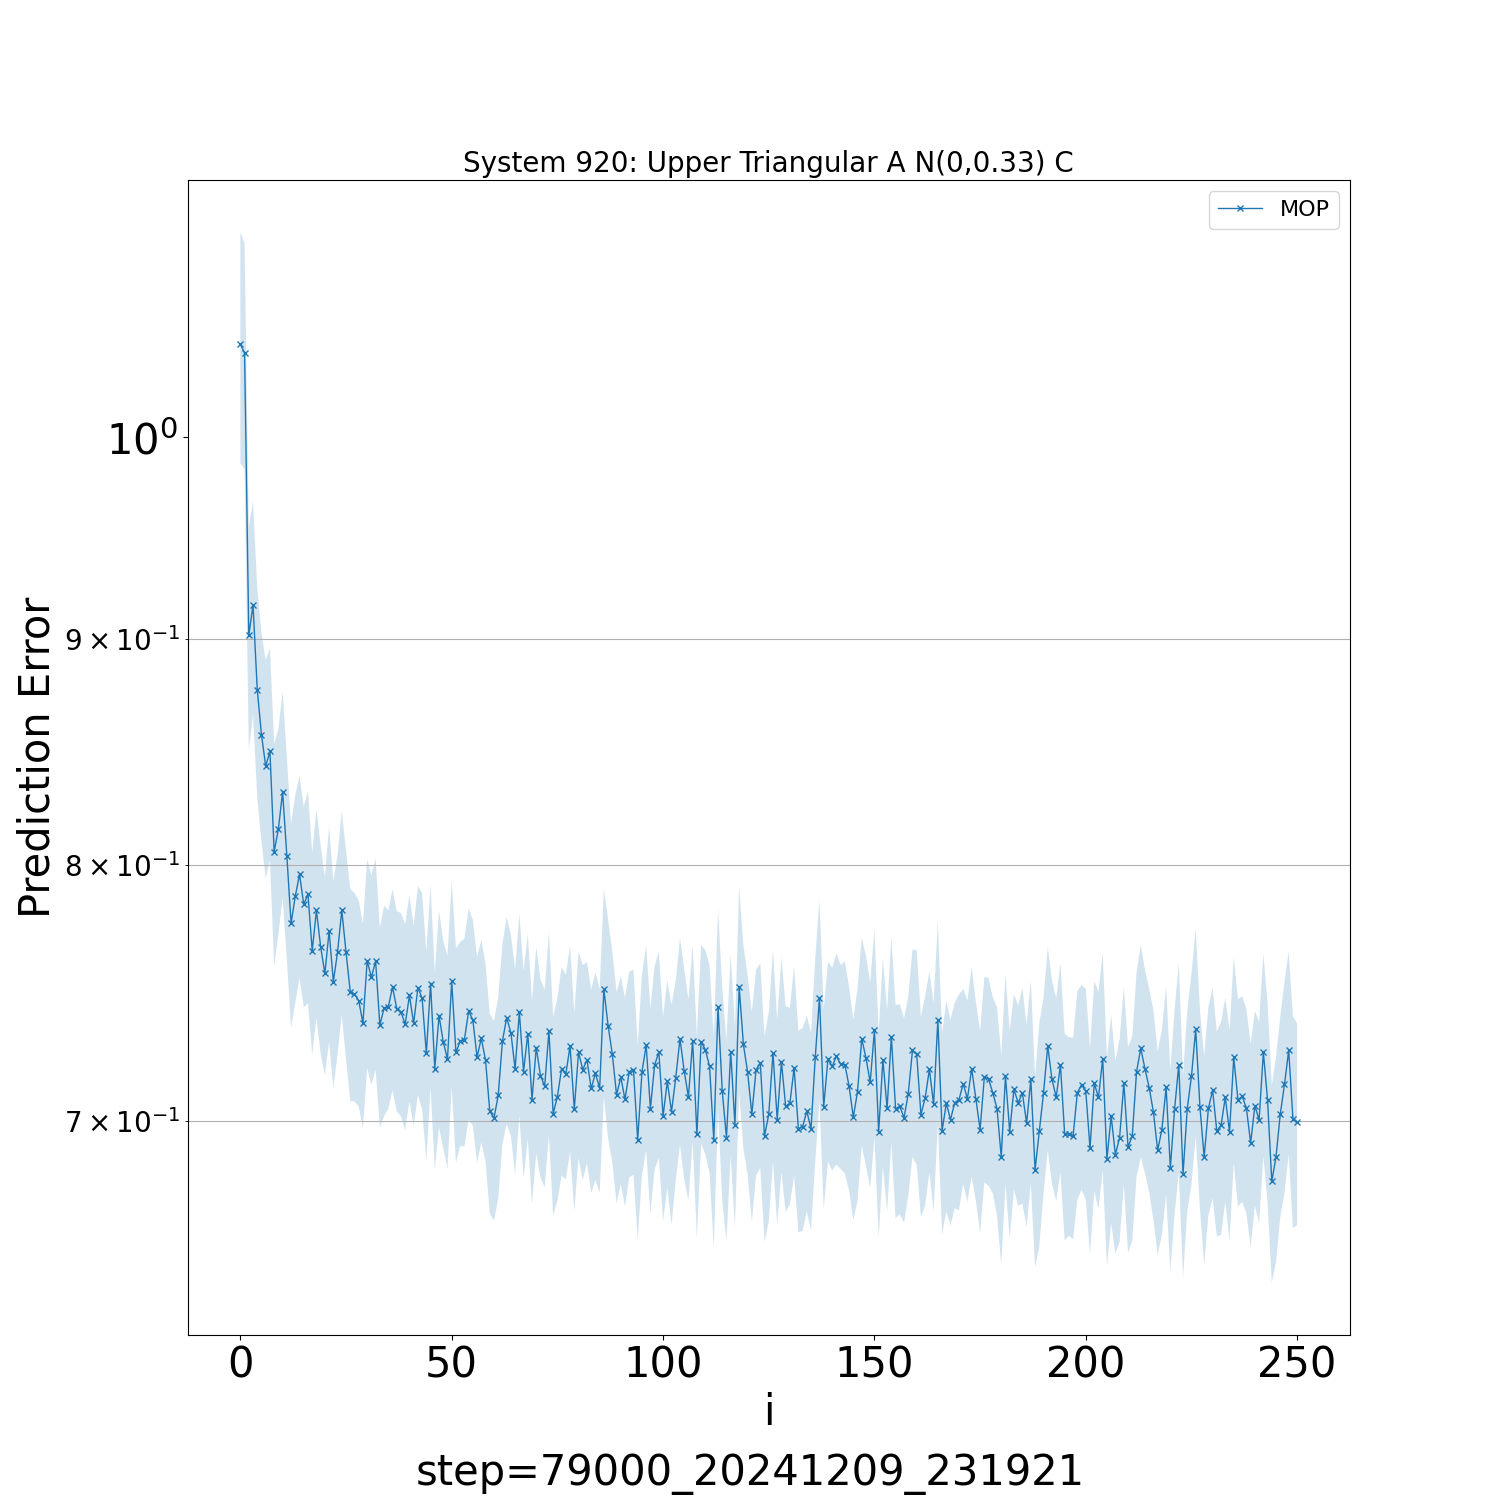 System 920: Upper Triangular A N(0,0.33) C
MOP
Prediction Error
10⁰
9 × 10⁻¹
8 × 10⁻¹
7 × 10⁻¹
0 50 100 150 200 250
i
step=79000_20241209_231921